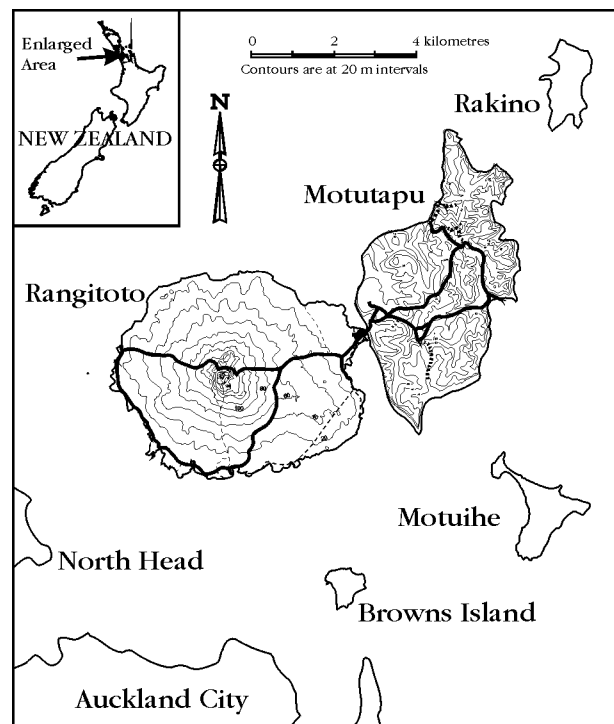 Enlarged
Area
NEW ZEALAND
0 2 4 kilometres
Contours are at 20 m intervals
N
Rakino
Motutapu
Rangitoto
Motuihe
North Head
Browns Island
Auckland City